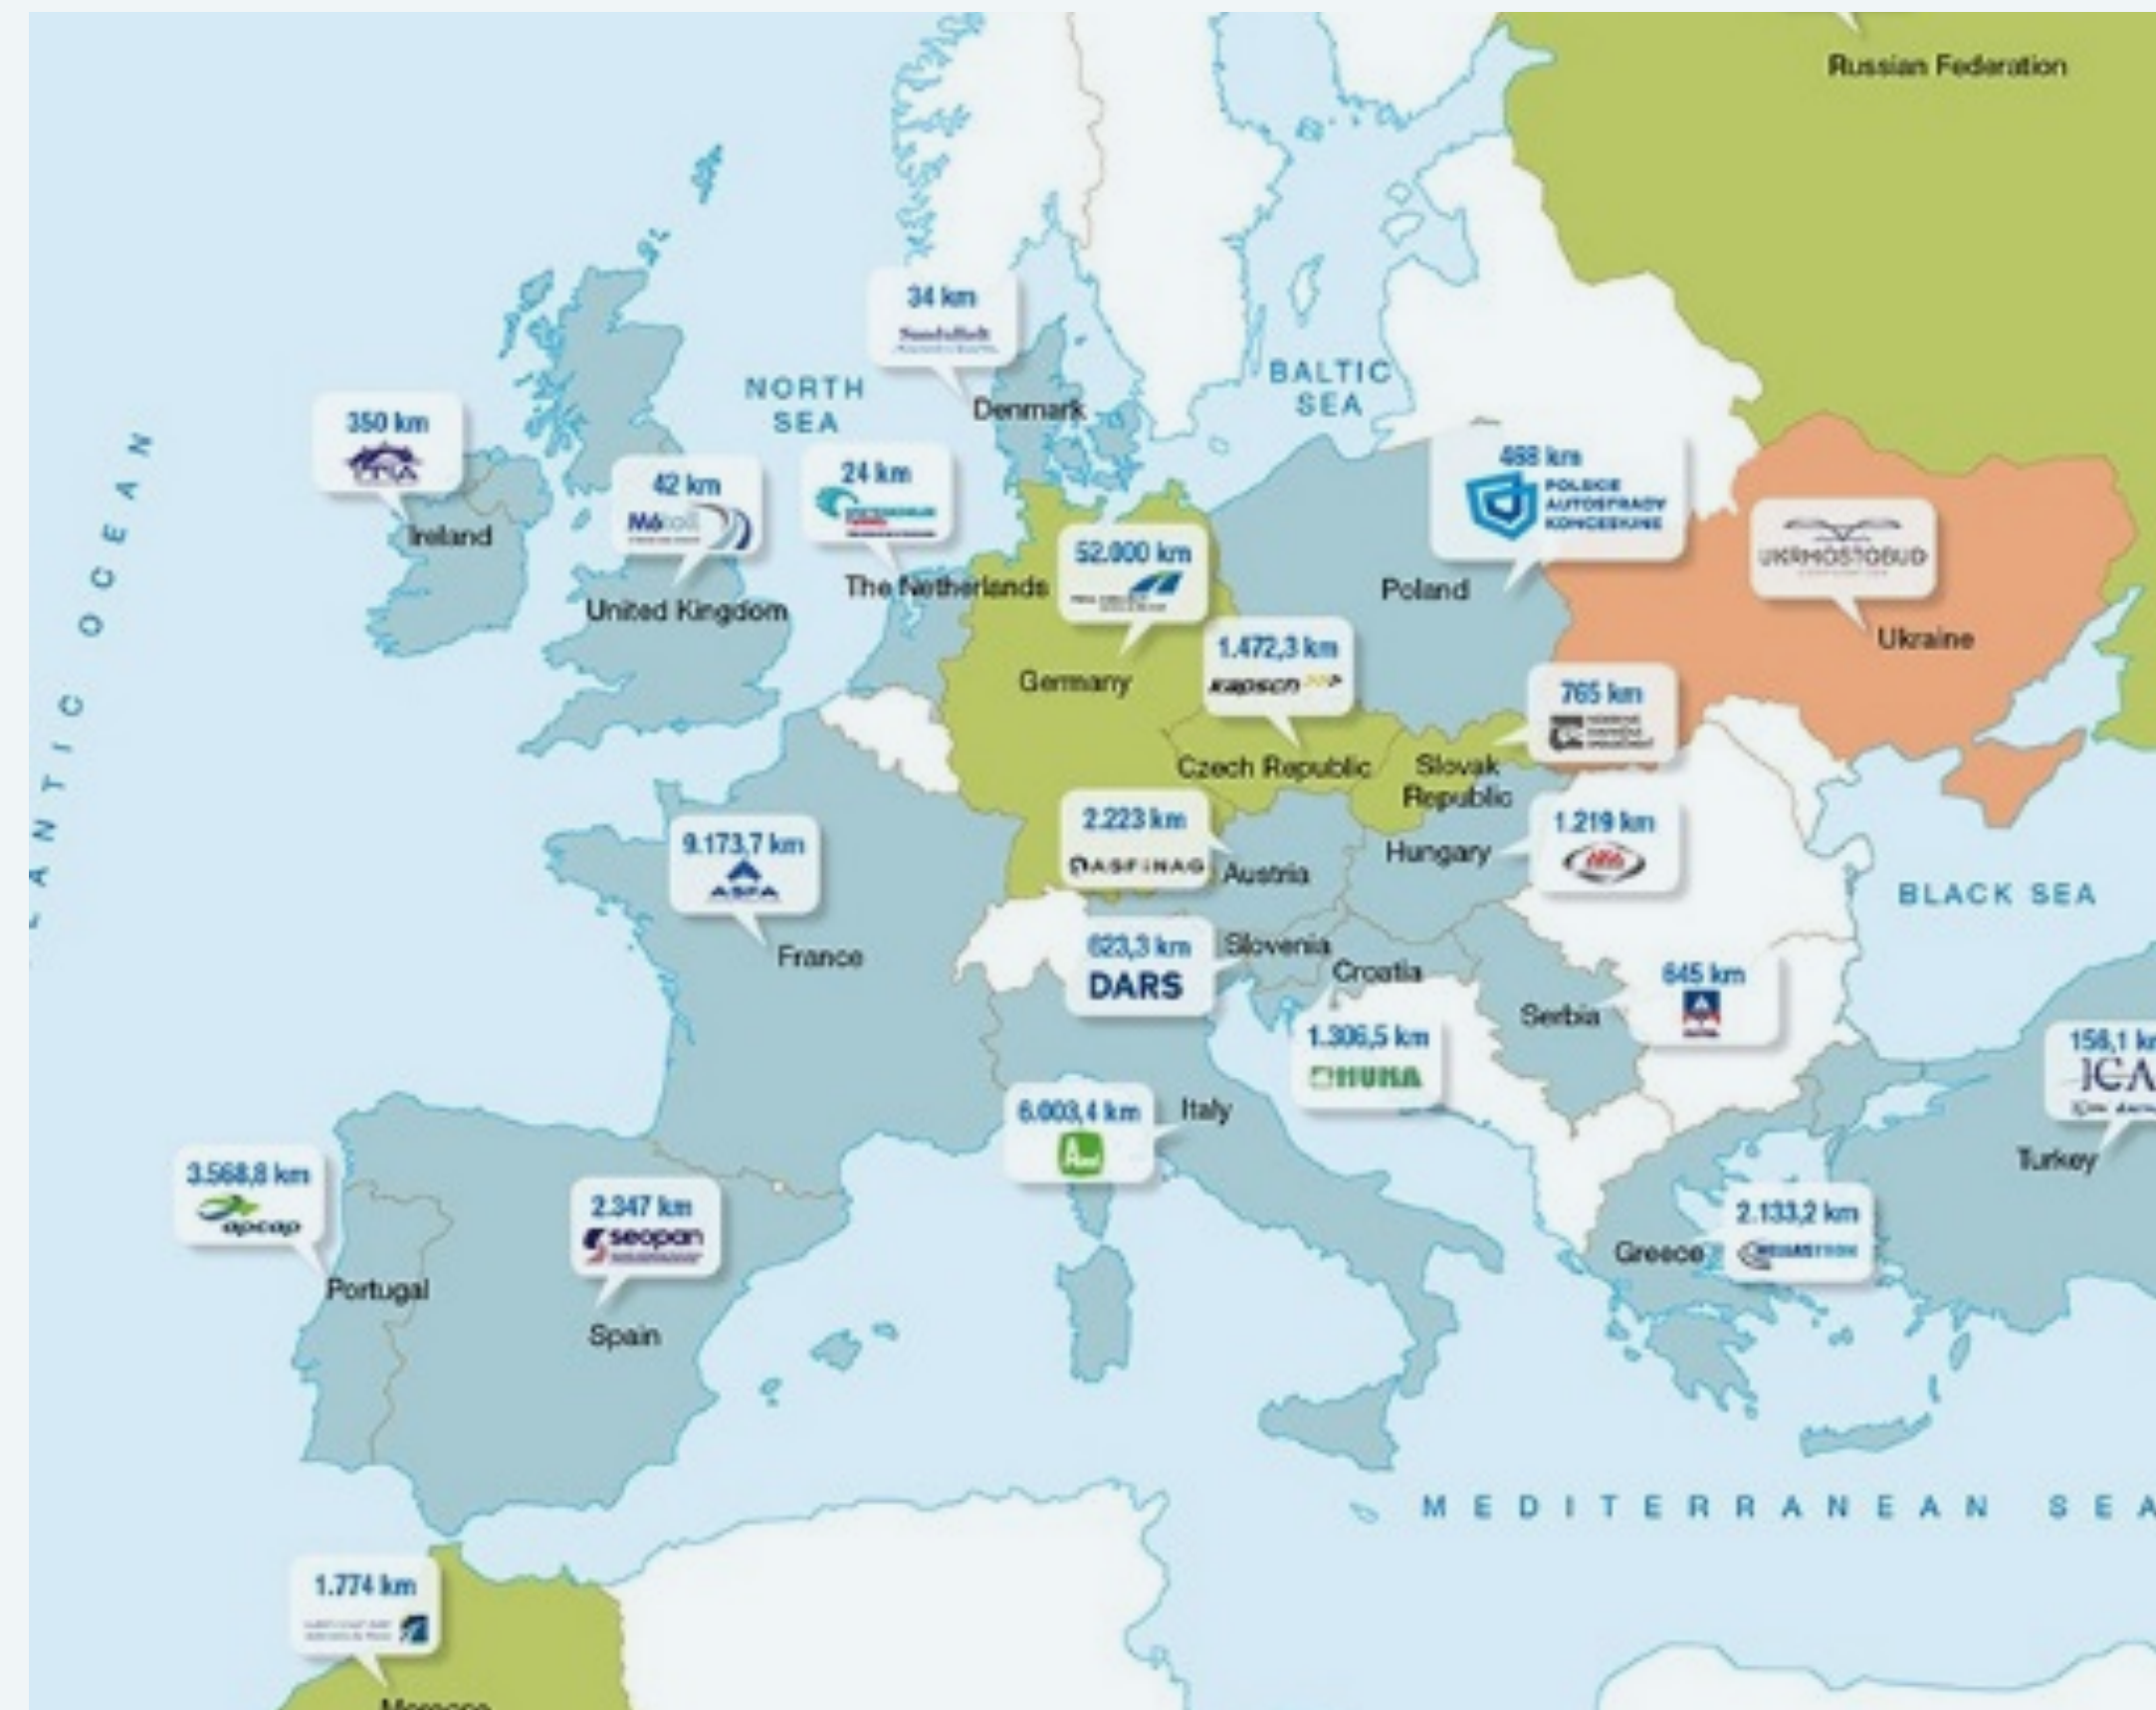 Russian Federation
34 km
NORTH
SEA
BALTIC
SEA
Denmark
350 km
Ireland
42 km
24 km
468 km
POLSKIE
AUTOSTRADY
KONCESYJNE
UKRMOSTOBUD
52.000 km
The Netherlands
United Kingdom
Poland
Ukraine
Germany
1.472,3 km
kapsch
765 km
Czech Republic
Slovak
Republic
2.223 km
ASFiNAG
Austria
Hungary
1.219 km
9.173,7 km
ASFA
France
BLACK SEA
623,3 km
DARS
Slovenia
Croatia
Serbia
645 km
1.306,5 km
HUKA
6.003,4 km
Italy
Turkey
3.568,8 km
apcap
2.347 km
seopan
2.133,2 km
Greece
Portugal
Spain
MEDITERRANEAN SEA
1.774 km